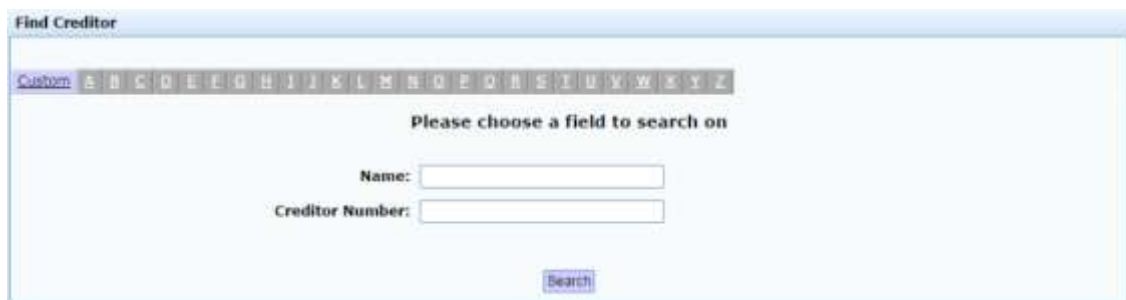 Find Creditor
Custom A B C D E F G H I J K L M N O P Q R S T U V W X Y Z
Please choose a field to search on
Name:
Creditor Number:
Search